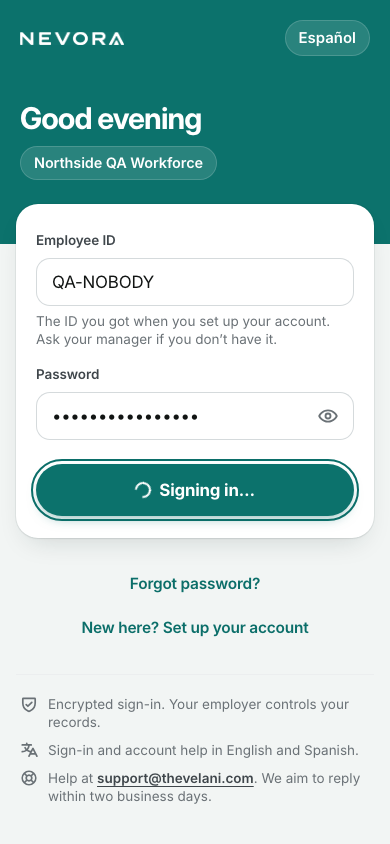 NEVORA
Español
Good evening
Northside QA Workforce
Employee ID
QA-NOBODY
The ID you got when you set up your account.
Ask your manager if you don’t have it.
Password
•••••••••••••••
Signing in…
Forgot password?
New here? Set up your account
Encrypted sign-in. Your employer controls your
records.
Sign-in and account help in English and Spanish.
Help at support@thevelani.com. We aim to reply
within two business days.